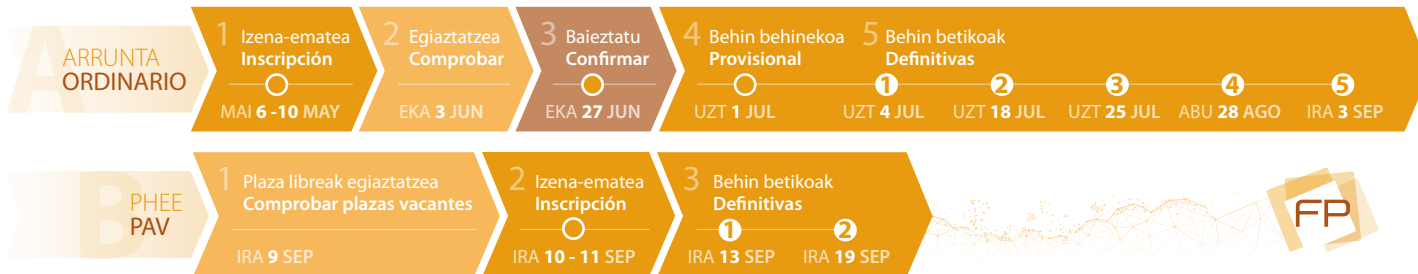 A
ARRUNTA
ORDINARIO
1 Izena-ematea
Inscripción
MAI 6 -10 MAY
2 Egiaztatzea
Comprobar
EKA 3 JUN
3 Baieztatu
Confirmar
EKA 27 JUN
4 Behin behinekoa
Provisional
UZT 1 JUL
5 Behin betikoak
Definitivas
1 2 3 4 5
UZT 4 JUL UZT 18 JUL UZT 25 JUL ABU 28 AGO IRA 3 SEP
B
PHEE
PAV
1 Plaza libreak egiaztatzea
Comprobar plazas vacantes
IRA 9 SEP
2 Izena-ematea
Inscripción
IRA 10 - 11 SEP
3 Behin betikoak
Definitivas
1 2
IRA 13 SEP IRA 19 SEP
FP